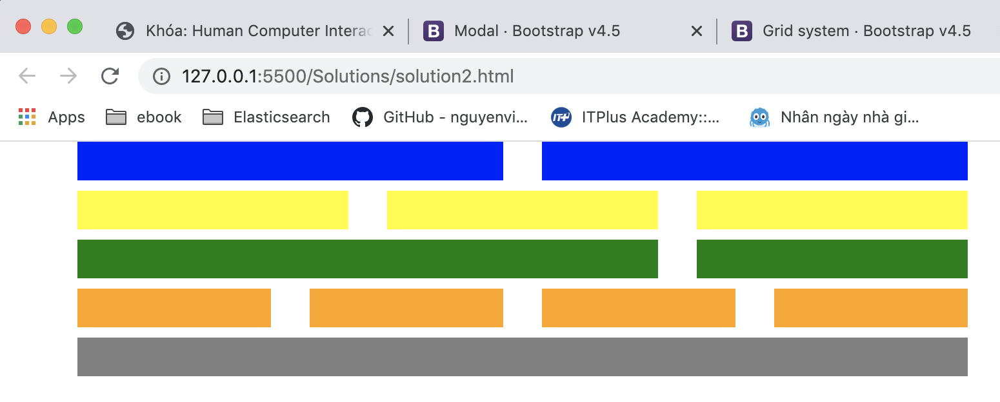 Khóa: Human Computer Interac
Modal · Bootstrap v4.5
Grid system · Bootstrap v4.5
127.0.0.1:5500/Solutions/solution2.html
Apps ebook Elasticsearch GitHub - nguyenvi... ITPlus Academy::... Nhân ngày nhà gi...